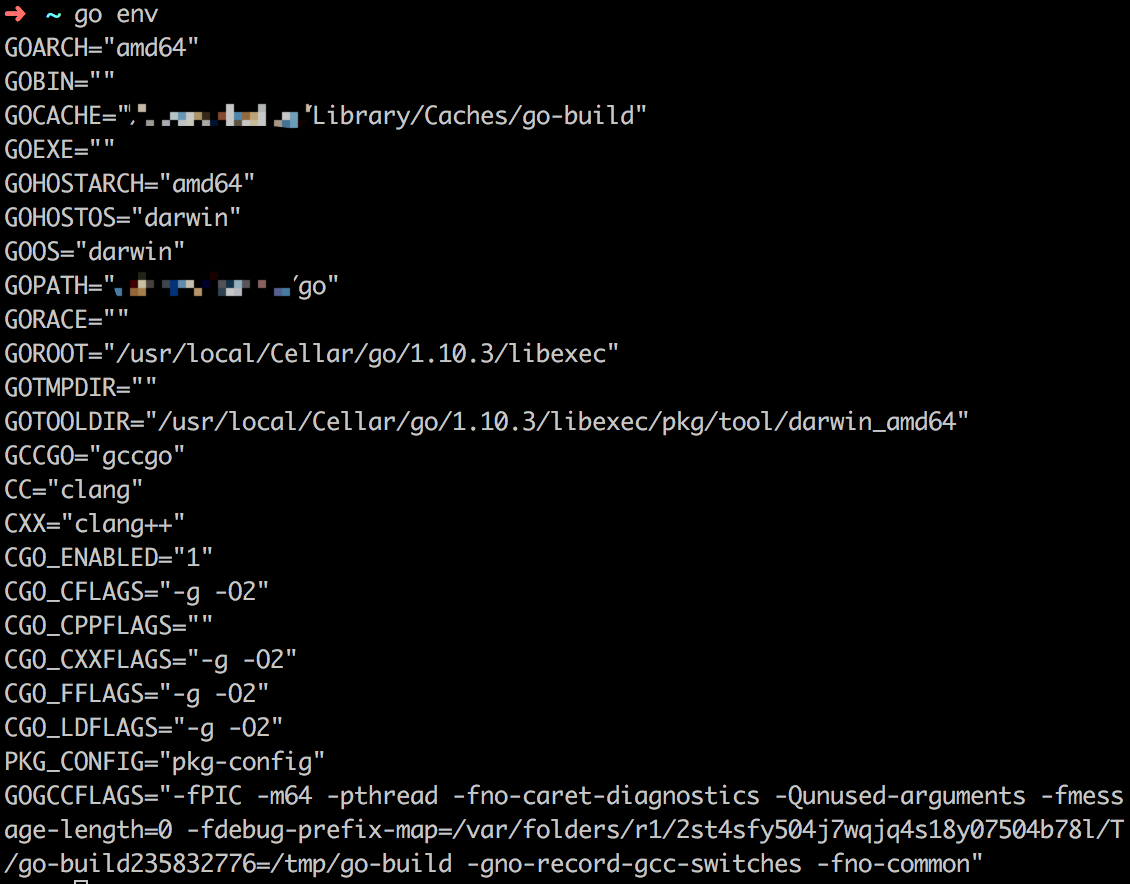 ➜ ~ go env
GOARCH="amd64"
GOBIN=""
GOCACHE="/Library/Caches/go-build"
GOEXE=""
GOHOSTARCH="amd64"
GOHOSTOS="darwin"
GOOS="darwin"
GOPATH="/go"
GORACE=""
GOROOT="/usr/local/Cellar/go/1.10.3/libexec"
GOTMPDIR=""
GOTOOLDIR="/usr/local/Cellar/go/1.10.3/libexec/pkg/tool/darwin_amd64"
GCCGO="gccgo"
CC="clang"
CXX="clang++"
CGO_ENABLED="1"
CGO_CFLAGS="-g -O2"
CGO_CPPFLAGS=""
CGO_CXXFLAGS="-g -O2"
CGO_FFLAGS="-g -O2"
CGO_LDFLAGS="-g -O2"
PKG_CONFIG="pkg-config"
GOGCCFLAGS="-fPIC -m64 -pthread -fno-caret-diagnostics -Qunused-arguments -fmess
age-length=0 -fdebug-prefix-map=/var/folders/r1/2st4sfy504j7wqjq4s18y07504b78l/T
/go-build235832776=/tmp/go-build -gno-record-gcc-switches -fno-common"